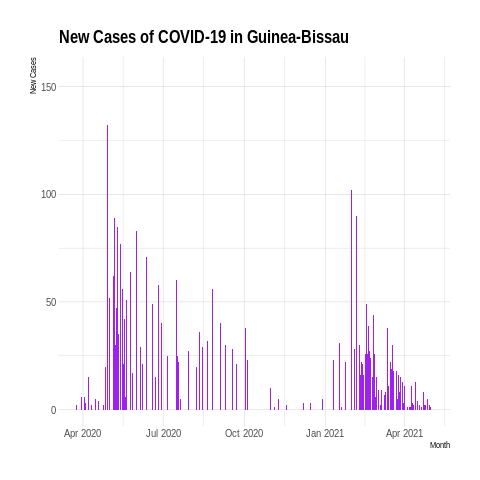 New Cases of COVID-19 in Guinea-Bissau
New Cases
150
100
50
0
Apr 2020 Jul 2020 Oct 2020 Jan 2021 Apr 2021
Month